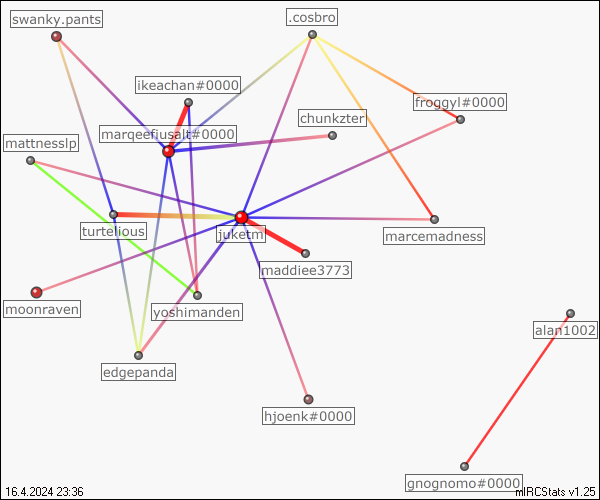 swanky.pants
.cosbro
ikeachan#0000
froggyl#0000
chunkzter
marqeefiusalt#0000
mattnesslp
turtelious
juketm
marcemadness
maddiee3773
moonraven
yoshimanden
alan1002
edgepanda
hjoenk#0000
gnognomo#0000
16.4.2024 23:36
mIRCStats v1.25